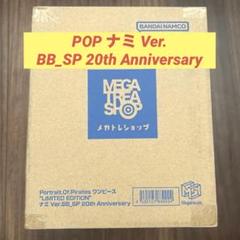 POP ナミ Ver.
BB_SP 20th Anniversary
BANDAI NAMCO
MEGA
TREA
SHOP
メガトレショップ
Portrait.Of.Pirates ワンピース
"LIMITED EDITION"
ナミ Ver.BB_SP 20th Anniversary
MegaHouse